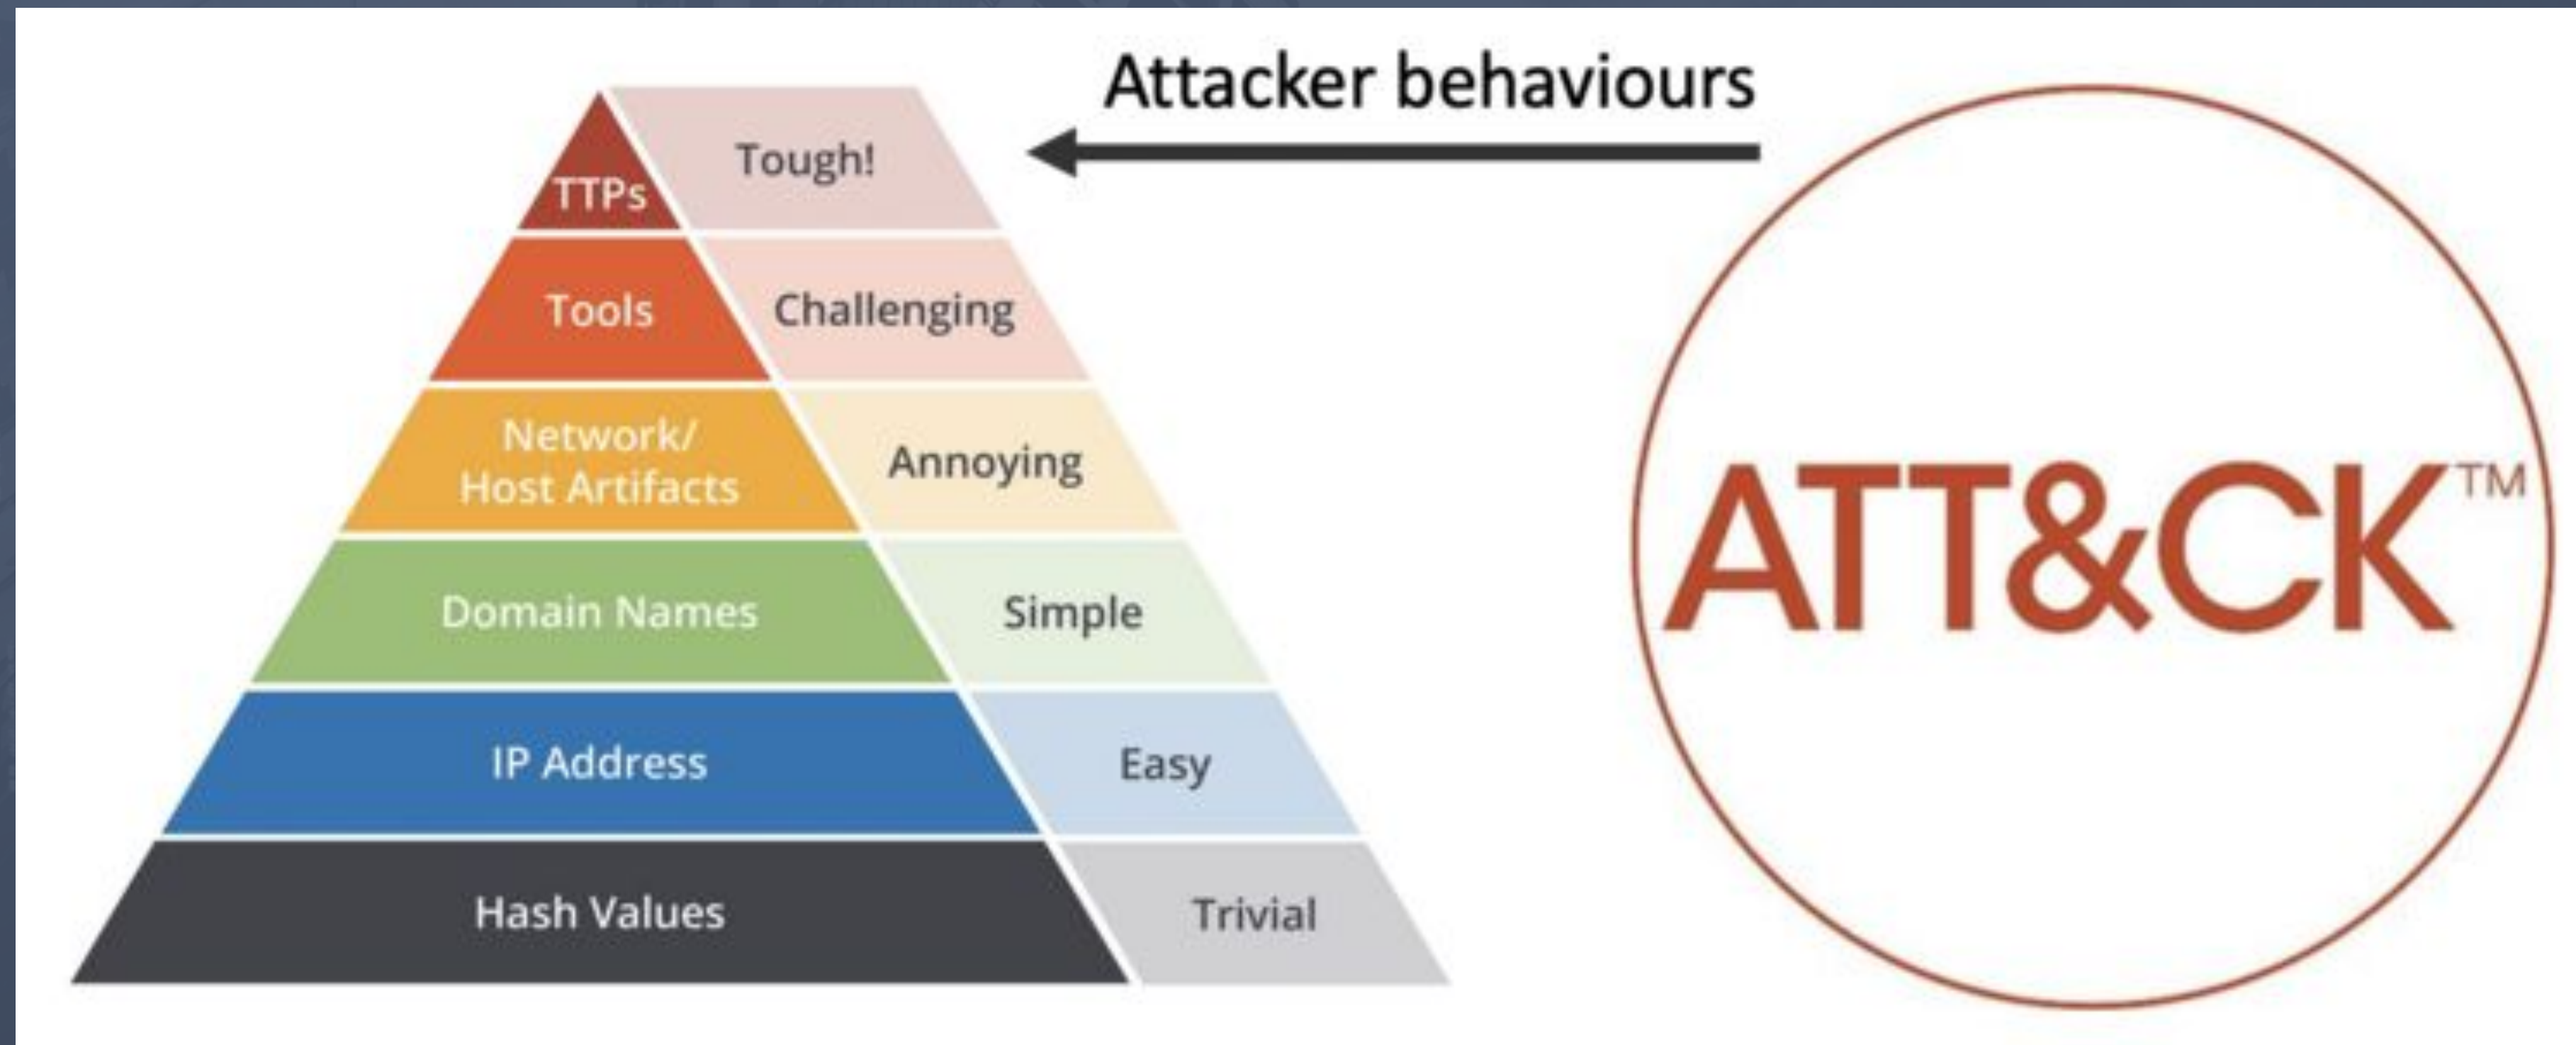 Attacker behaviours
TTPs
Tough!
Tools
Challenging
Network/
Host Artifacts
Annoying
Domain Names
Simple
IP Address
Easy
Hash Values
Trivial
ATT&CK™